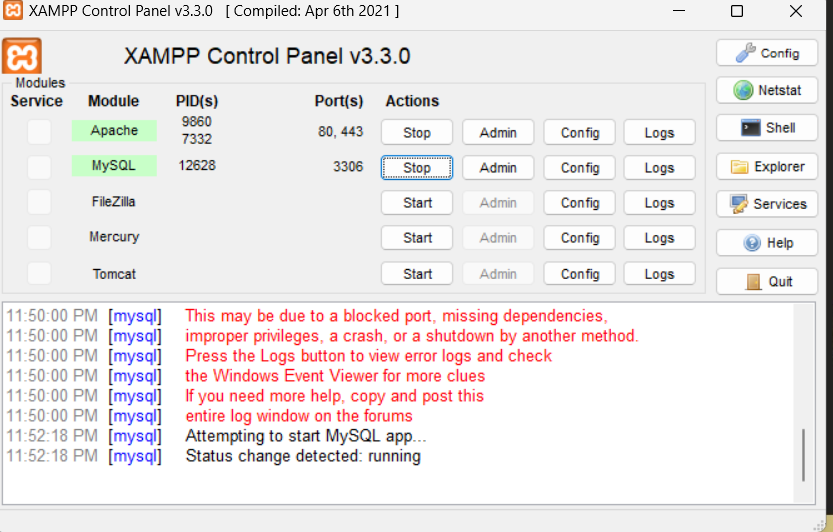 XAMPP Control Panel v3.3.0 [ Compiled: Apr 6th 2021 ]
XAMPP Control Panel v3.3.0
Config
Modules
Service Module PID(s) Port(s) Actions
Netstat
Apache 9860 7332 80, 443 Stop Admin Config Logs
Shell
MySQL 12628 3306 Stop Admin Config Logs
Explorer
FileZilla Start Admin Config Logs
Services
Mercury Start Admin Config Logs
Help
Tomcat Start Admin Config Logs
Quit
11:50:00 PM [mysql] This may be due to a blocked port, missing dependencies,
11:50:00 PM [mysql] improper privileges, a crash, or a shutdown by another method.
11:50:00 PM [mysql] Press the Logs button to view error logs and check
11:50:00 PM [mysql] the Windows Event Viewer for more clues
11:50:00 PM [mysql] If you need more help, copy and post this
11:50:00 PM [mysql] entire log window on the forums
11:52:18 PM [mysql] Attempting to start MySQL app...
11:52:18 PM [mysql] Status change detected: running